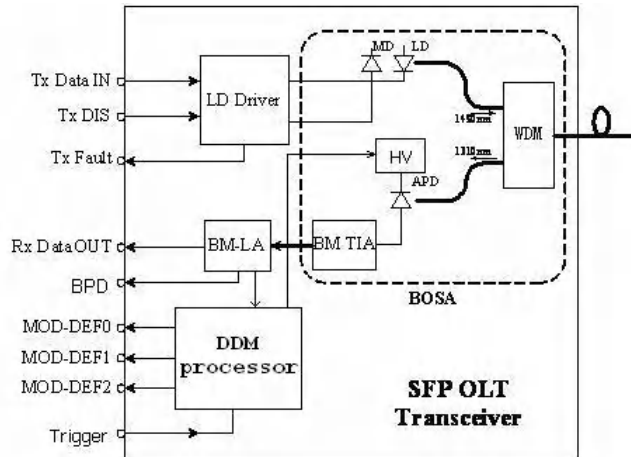 MD LD
Tx Data IN
LD Driver
Tx DIS
1490nm
WDM
Tx Fault
1310nm
HV
APD
Rx DataOUT
BM-LA
BM TIA
BPD
BOSA
MOD-DEF0
DDM
MOD-DEF1
processor
MOD-DEF2
SFP OLT
Transceiver
Trigger